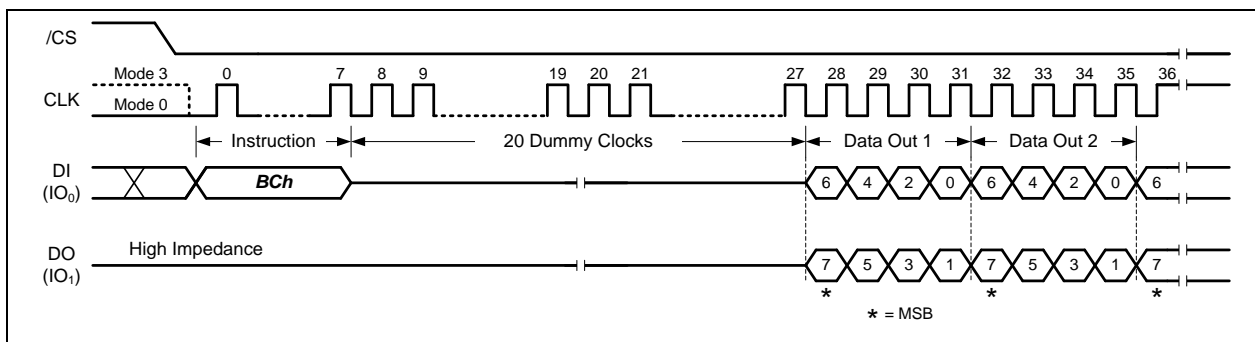 /CS
Mode 3 0 7 8 9 19 20 21 27 28 29 30 31 32 33 34 35 36
CLK
Mode 0
Instruction 20 Dummy Clocks Data Out 1 Data Out 2
DI
(IO0) BCh 6 4 2 0 6 4 2 0 6
High Impedance
DO
(IO1) 7 5 3 1 7 5 3 1 7
* * *
* = MSB